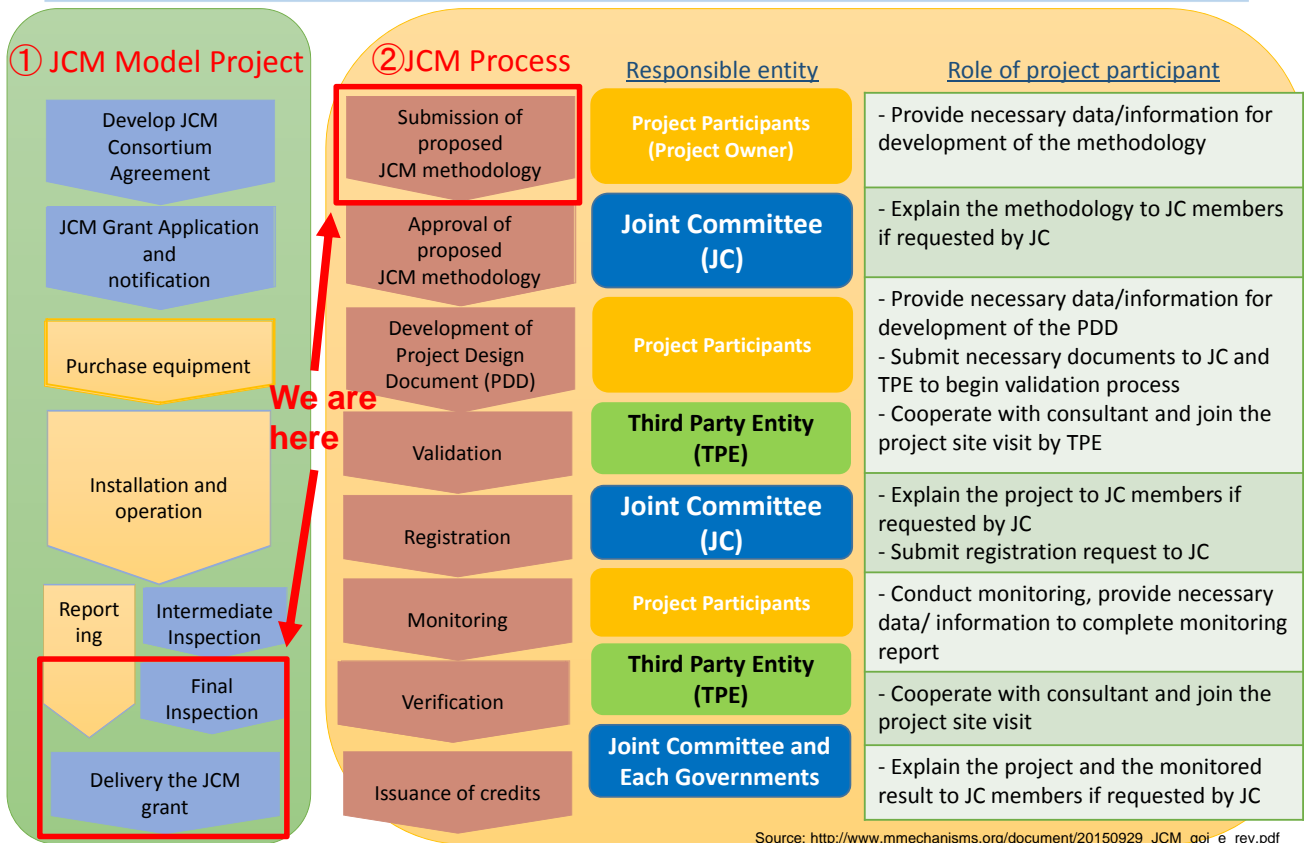 ① JCM Model Project
Develop JCM
Consortium
Agreement
JCM Grant Application
and
notification
Purchase equipment
Installation and
operation
Report
ing
Intermediate
Inspection
Final
Inspection
Delivery the JCM
grant
We are
here
②JCM Process
Submission of
proposed
JCM methodology
Approval of
proposed
JCM methodology
Development of
Project Design
Document (PDD)
Validation
Registration
Monitoring
Verification
Issuance of credits
Responsible entity
Project Participants
(Project Owner)
Joint Committee
(JC)
Project Participants
Third Party Entity
(TPE)
Joint Committee
(JC)
Project Participants
Third Party Entity
(TPE)
Joint Committee and
Each Governments
Role of project participant
- Provide necessary data/information for
development of the methodology
- Explain the methodology to JC members
if requested by JC
- Provide necessary data/information for
development of the PDD
- Submit necessary documents to JC and
TPE to begin validation process
- Cooperate with consultant and join the
project site visit by TPE
- Explain the project to JC members if
requested by JC
- Submit registration request to JC
- Conduct monitoring, provide necessary
data/ information to complete monitoring
report
- Cooperate with consultant and join the
project site visit
- Explain the project and the monitored
result to JC members if requested by JC
Source: http://www.mmechanisms.org/document/20150929_JCM_goj_e_rev.pdf